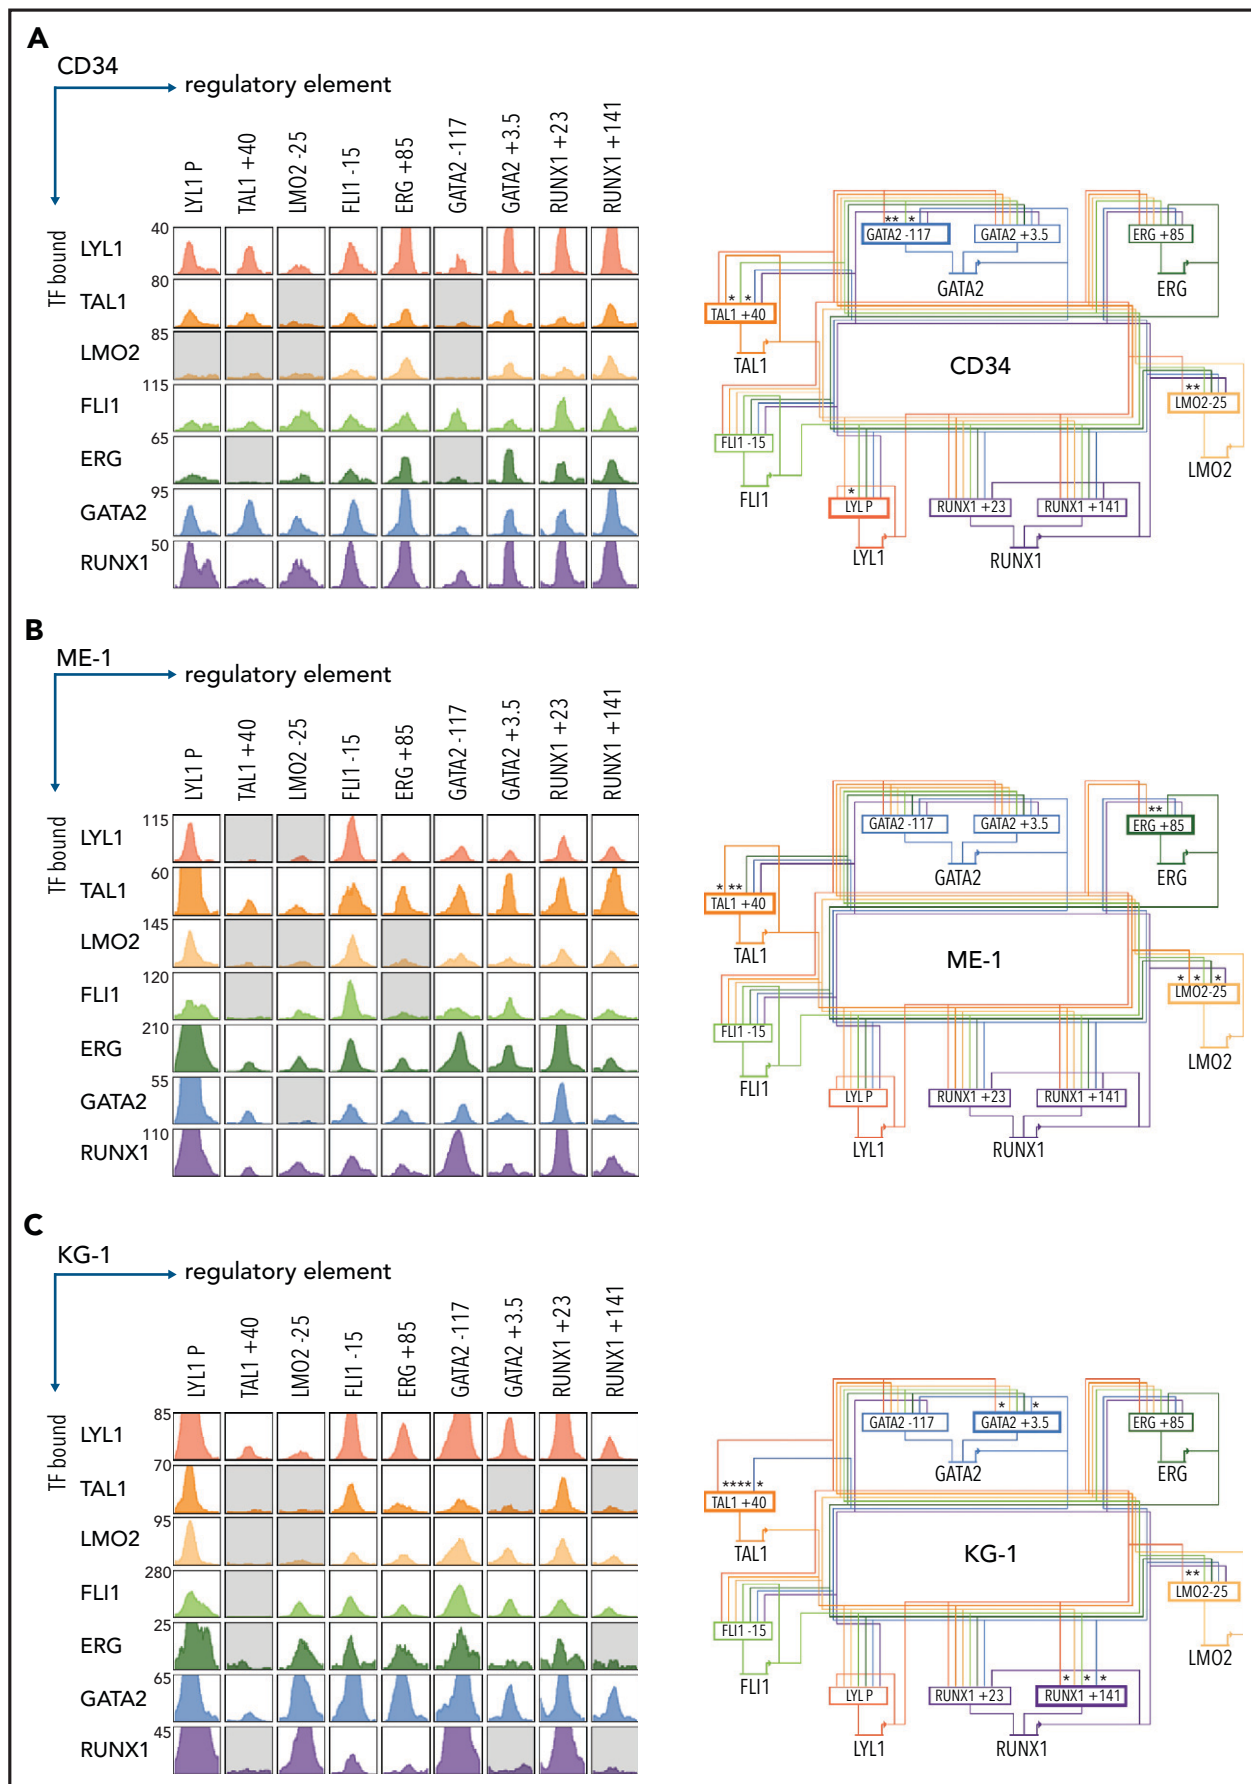 A
CD34
regulatory element
TF bound
LYL1 P
TAL1 +40
LMO2 -25
FLI1 -15
ERG +85
GATA2 -117
GATA2 +3.5
RUNX1 +23
RUNX1 +141
LYL1
40
TAL1
80
LMO2
85
FLI1
115
ERG
65
GATA2
95
RUNX1
50
** *
GATA2 -117
GATA2 +3.5
ERG +85
GATA2
ERG
* *
TAL1 +40
TAL1
CD34
**
LMO2-25
LMO2
FLI1 -15
FLI1
*
LYL P
RUNX1 +23
RUNX1 +141
LYL1
RUNX1
B
ME-1
regulatory element
TF bound
LYL1 P
TAL1 +40
LMO2 -25
FLI1 -15
ERG +85
GATA2 -117
GATA2 +3.5
RUNX1 +23
RUNX1 +141
LYL1
115
TAL1
60
LMO2
145
FLI1
120
ERG
210
GATA2
55
RUNX1
110
GATA2 -117
GATA2 +3.5
**
ERG +85
GATA2
ERG
* **
TAL1 +40
TAL1
ME-1
* * *
LMO2-25
LMO2
FLI1 -15
FLI1
LYL P
RUNX1 +23
RUNX1 +141
LYL1
RUNX1
C
KG-1
regulatory element
TF bound
LYL1 P
TAL1 +40
LMO2 -25
FLI1 -15
ERG +85
GATA2 -117
GATA2 +3.5
RUNX1 +23
RUNX1 +141
LYL1
85
TAL1
70
LMO2
95
FLI1
280
ERG
25
GATA2
65
RUNX1
45
* *
GATA2 -117
GATA2 +3.5
ERG +85
GATA2
ERG
**** *
TAL1 +40
TAL1
KG-1
**
LMO2-25
LMO2
FLI1 -15
FLI1
* * *
LYL P
RUNX1 +23
RUNX1 +141
LYL1
RUNX1